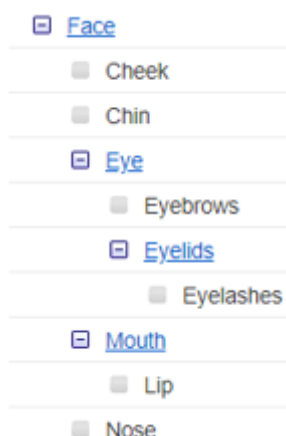 Face
Cheek
Chin
Eye
Eyebrows
Eyelids
Eyelashes
Mouth
Lip
Nose